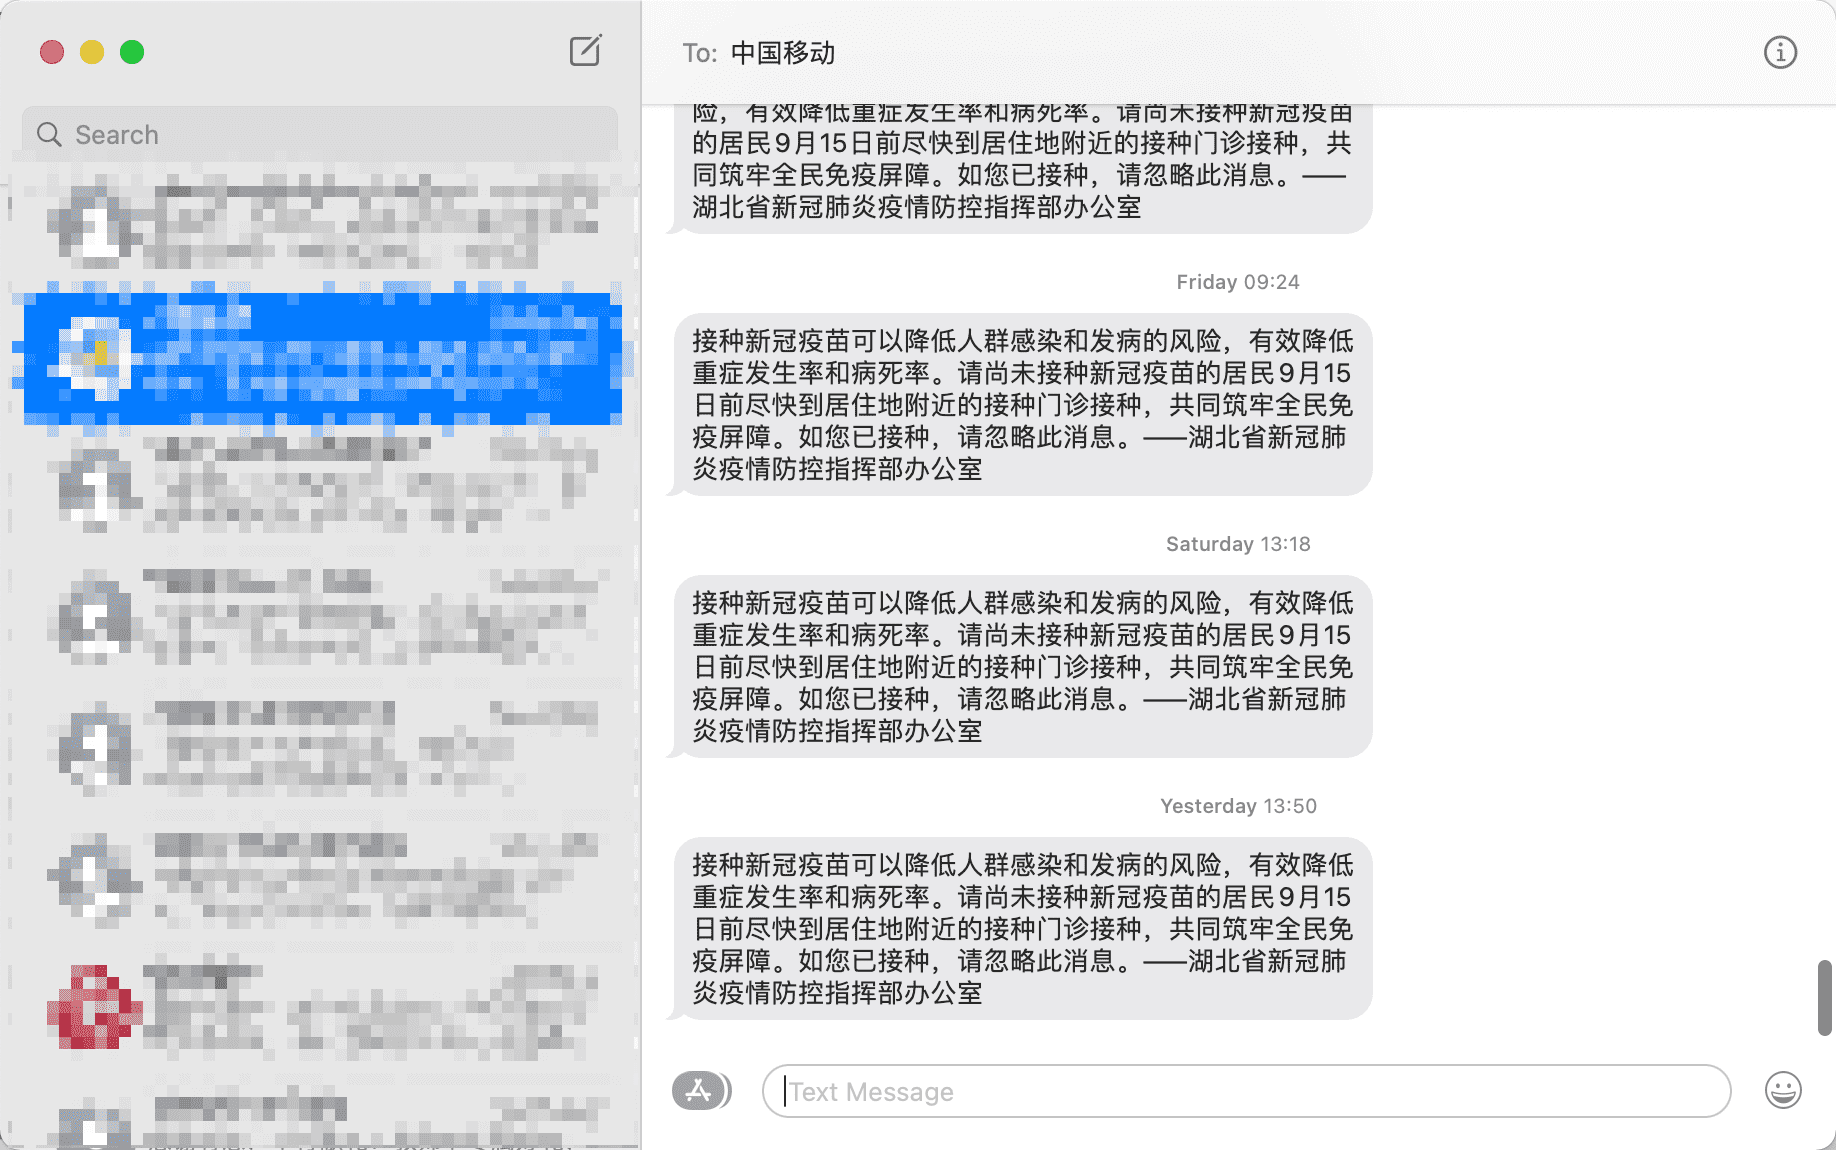 Search
To: 中国移动
险，有效降低重症发生率和病死率。请尚未接种新冠疫苗
的居民9月15日前尽快到居住地附近的接种门诊接种，共
同筑牢全民免疫屏障。如您已接种，请忽略此消息。——
湖北省新冠肺炎疫情防控指挥部办公室
Friday 09:24
接种新冠疫苗可以降低人群感染和发病的风险，有效降低
重症发生率和病死率。请尚未接种新冠疫苗的居民9月15
日前尽快到居住地附近的接种门诊接种，共同筑牢全民免
疫屏障。如您已接种，请忽略此消息。——湖北省新冠肺
炎疫情防控指挥部办公室
Saturday 13:18
接种新冠疫苗可以降低人群感染和发病的风险，有效降低
重症发生率和病死率。请尚未接种新冠疫苗的居民9月15
日前尽快到居住地附近的接种门诊接种，共同筑牢全民免
疫屏障。如您已接种，请忽略此消息。——湖北省新冠肺
炎疫情防控指挥部办公室
Yesterday 13:50
接种新冠疫苗可以降低人群感染和发病的风险，有效降低
重症发生率和病死率。请尚未接种新冠疫苗的居民9月15
日前尽快到居住地附近的接种门诊接种，共同筑牢全民免
疫屏障。如您已接种，请忽略此消息。——湖北省新冠肺
炎疫情防控指挥部办公室
Text Message